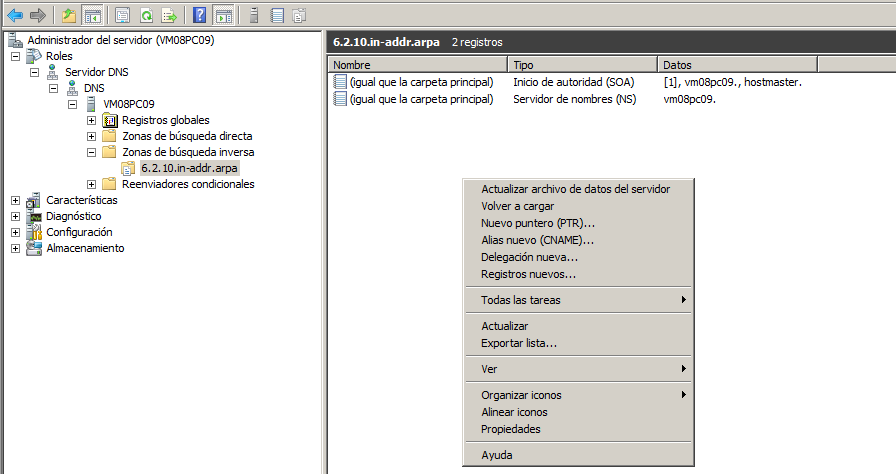 Administrador del servidor (VM08PC09)
Roles
Servidor DNS
DNS
VM08PC09
Registros globales
Zonas de búsqueda directa
Zonas de búsqueda inversa
6.2.10.in-addr.arpa
Reenviadores condicionales
Características
Diagnóstico
Configuración
Almacenamiento
6.2.10.in-addr.arpa 2 registros
Nombre Tipo Datos
(igual que la carpeta principal) Inicio de autoridad (SOA) [1], vm08pc09., hostmaster.
(igual que la carpeta principal) Servidor de nombres (NS) vm08pc09.
Actualizar archivo de datos del servidor
Volver a cargar
Nuevo puntero (PTR)...
Alias nuevo (CNAME)...
Delegación nueva...
Registros nuevos...
Todas las tareas
Actualizar
Exportar lista...
Ver
Organizar iconos
Alinear iconos
Propiedades
Ayuda